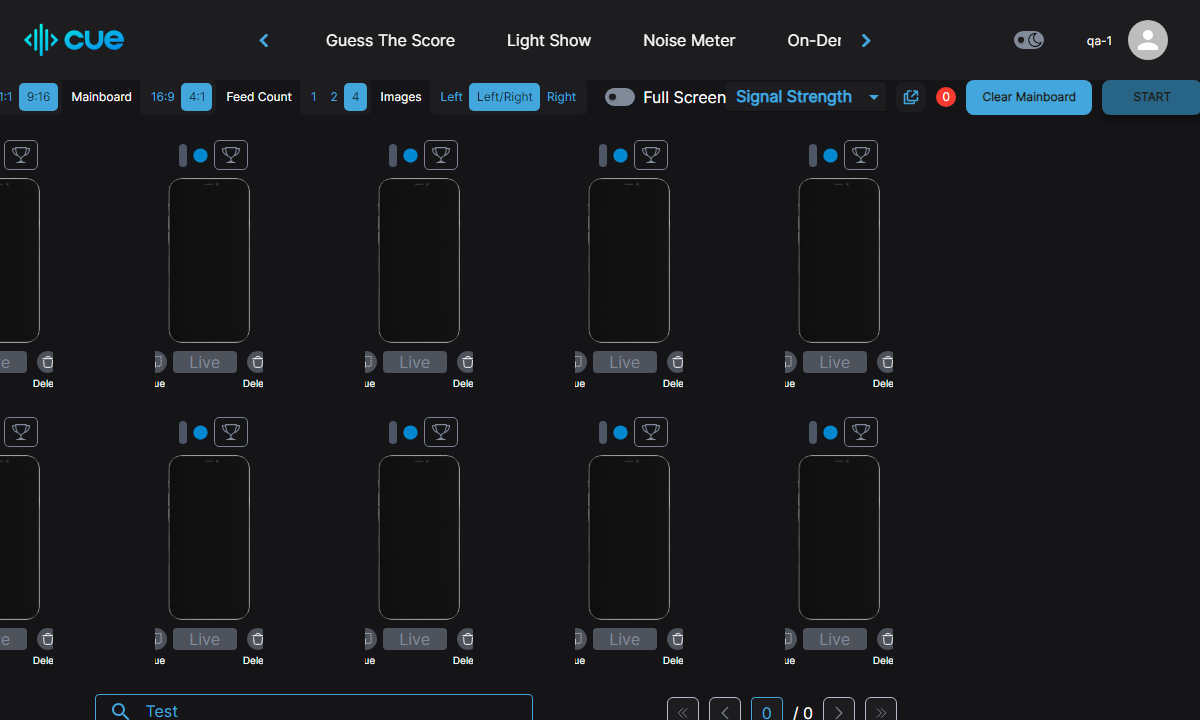 cue
Guess The Score Light Show Noise Meter On-Der qa-1
1:1 9:16 Mainboard 16:9 4:1 Feed Count 1 2 4 Images Left Left/Right Right Full Screen Signal Strength 0 Clear Mainboard START
e Live Live Live Live
Dele ue Dele ue Dele ue Dele ue Dele
e Live Live Live Live
Dele ue Dele ue Dele ue Dele ue Dele
Test 0 / 0